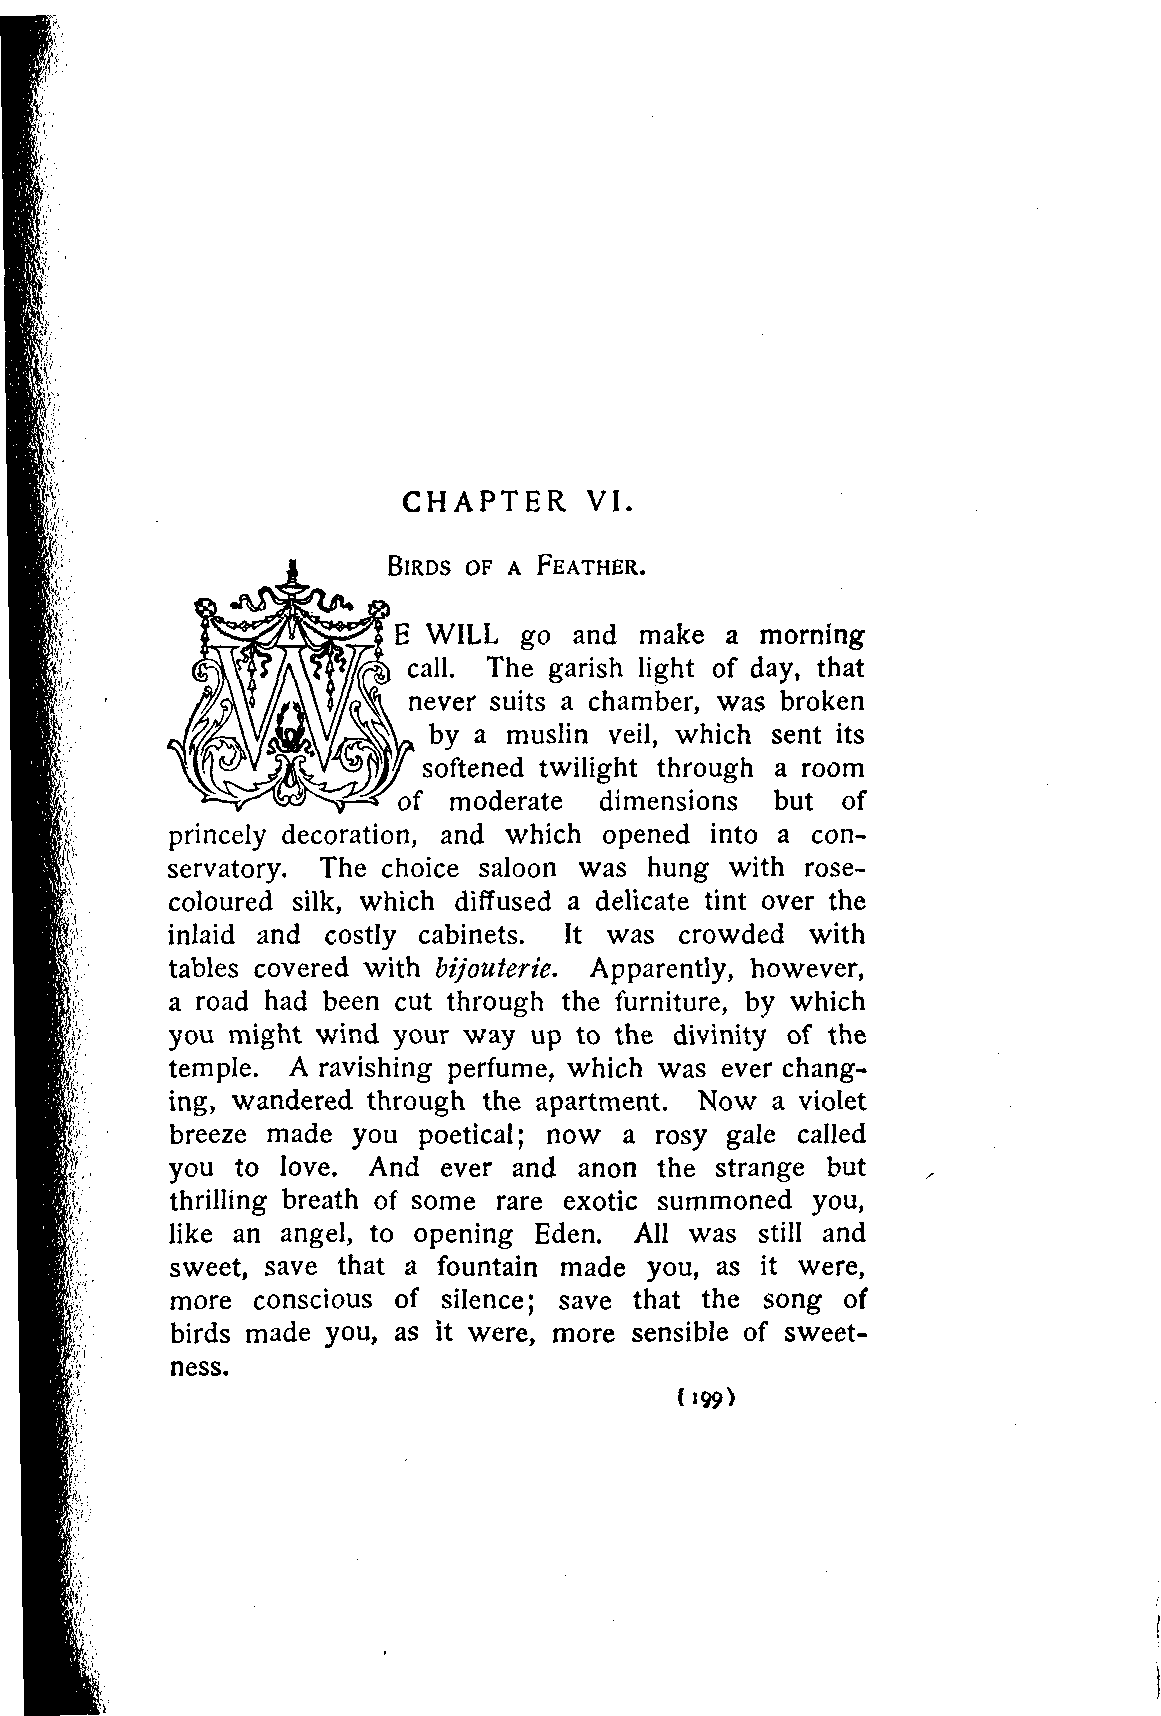 CHAPTER VI.
BIRDS OF A FEATHER.
WE WILL go and make a morning
call. The garish light of day, that
never suits a chamber, was broken
by a muslin veil, which sent its
softened twilight through a room
of moderate dimensions but of
princely decoration, and which opened into a con-
servatory. The choice saloon was hung with rose-
coloured silk, which diffused a delicate tint over the
inlaid and costly cabinets. It was crowded with
tables covered with bijouterie. Apparently, however,
a road had been cut through the furniture, by which
you might wind your way up to the divinity of the
temple. A ravishing perfume, which was ever chang-
ing, wandered through the apartment. Now a violet
breeze made you poetical; now a rosy gale called
you to love. And ever and anon the strange but
thrilling breath of some rare exotic summoned you,
like an angel, to opening Eden. All was still and
sweet, save that a fountain made you, as it were,
more conscious of silence; save that the song of
birds made you, as it were, more sensible of sweet-
ness.
(199)